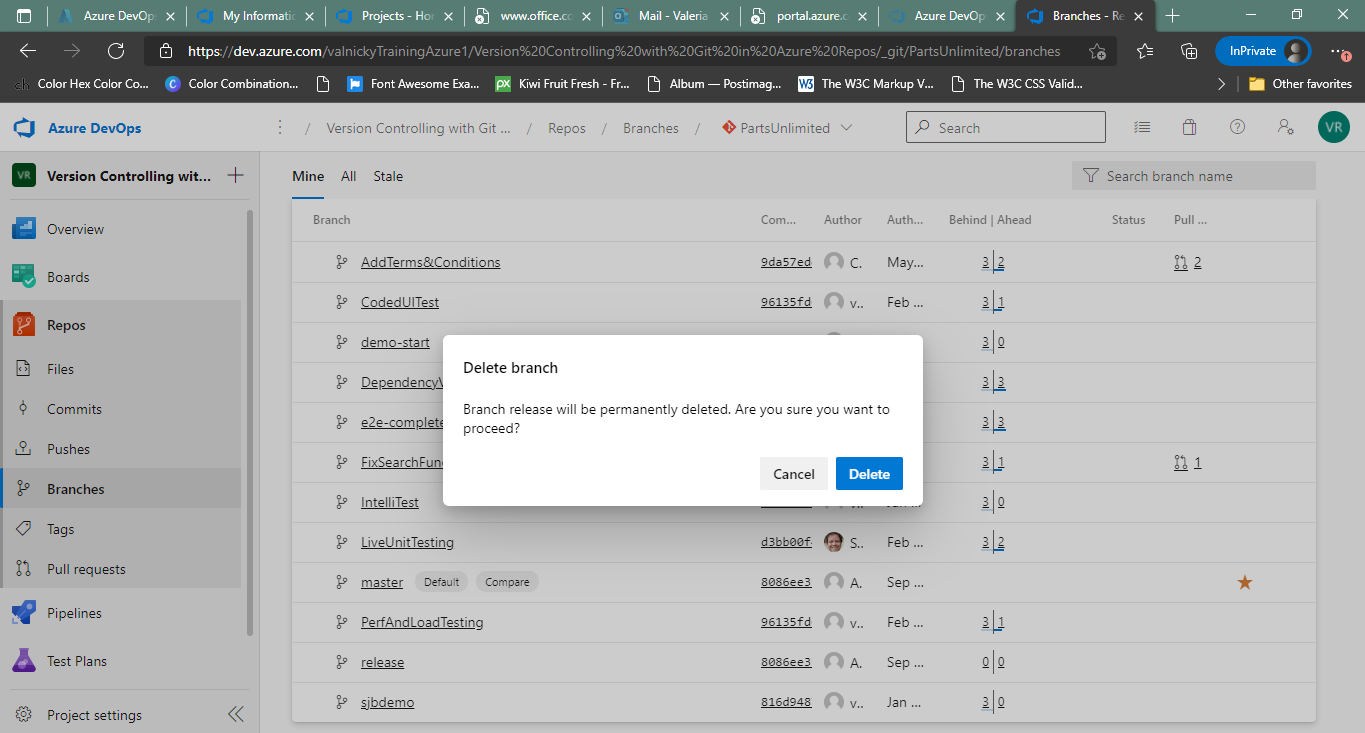 Azure DevOp
My Informatic
Projects - Hor
www.office.co
Mail - Valeria
portal.azure.c
Azure DevOp
Branches - Re
https://dev.azure.com/valnickyTrainingAzure1/Version%20Controlling%20with%20Git%20in%20Azure%20Repos/_git/PartsUnlimited/branches
InPrivate
Color Hex Color Co...
Color Combination...
Font Awesome Exa...
px
Kiwi Fruit Fresh - Fr...
Album — Postimag...
W3
The W3C Markup V...
The W3C CSS Valid...
Other favorites
Azure DevOps
/ Version Controlling with Git ... / Repos / Branches / PartsUnlimited
Search
VR
VR
Version Controlling wit...
Overview
Boards
Repos
Files
Commits
Pushes
Branches
Tags
Pull requests
Pipelines
Test Plans
Project settings
Mine All Stale
Search branch name
Branch Com... Author Auth... Behind | Ahead Status Pull ...
AddTerms&Conditions 9da57ed C. May... 3 2 2
CodedUITest 96135fd v.. Feb ... 3 1
demo-start 3 0
DependencyV 3 3
e2e-complete 3 3
FixSearchFun 3 1 1
IntelliTest 3 0
LiveUnitTesting d3bb00f S.. Feb ... 3 2
master Default Compare 8086ee3 A. Sep ...
PerfAndLoadTesting 96135fd v.. Feb ... 3 1
release 8086ee3 A. Sep ... 0 0
sjbdemo 816d948 v.. Jan ... 3 0
Delete branch
Branch release will be permanently deleted. Are you sure you want to
proceed?
Cancel
Delete